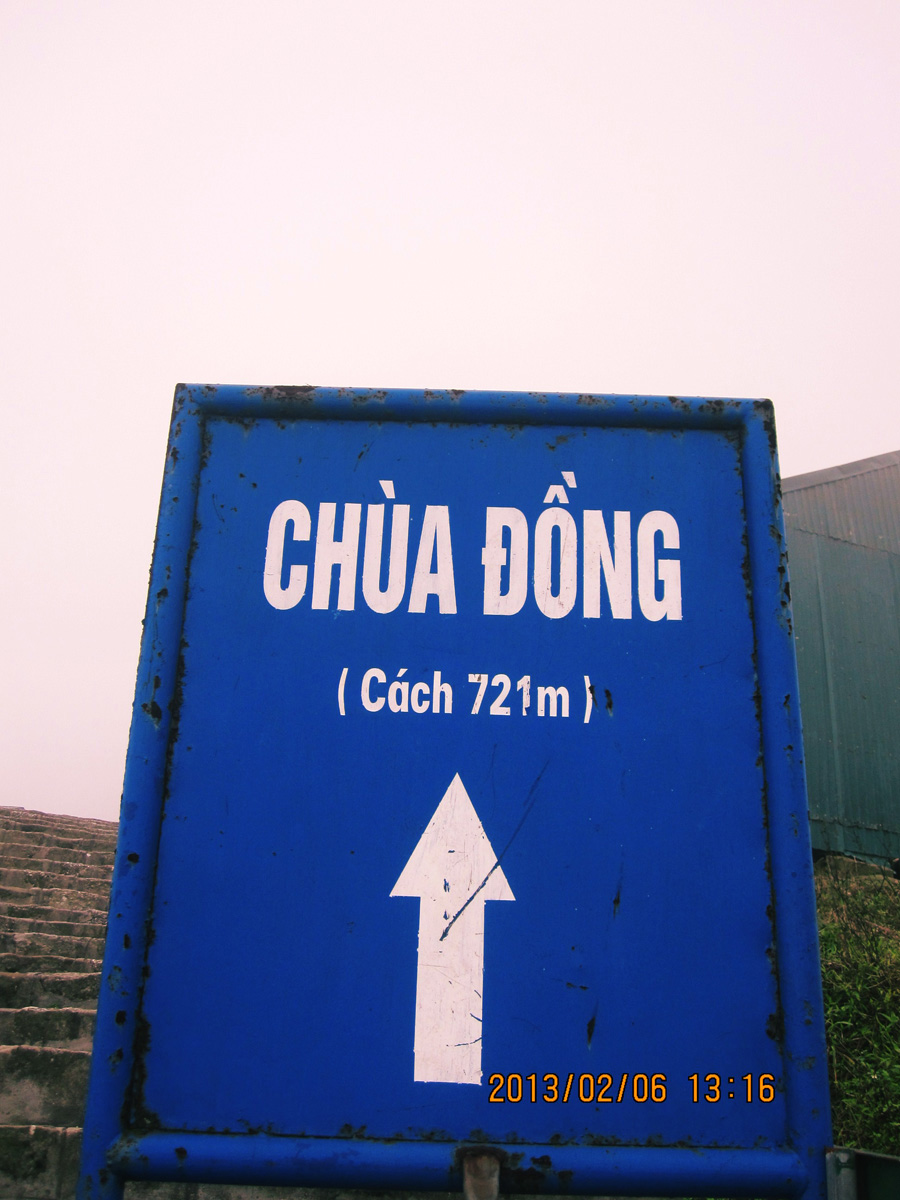 CHÙA ĐỒNG
( Cách 721m )
2013/02/06 13:16